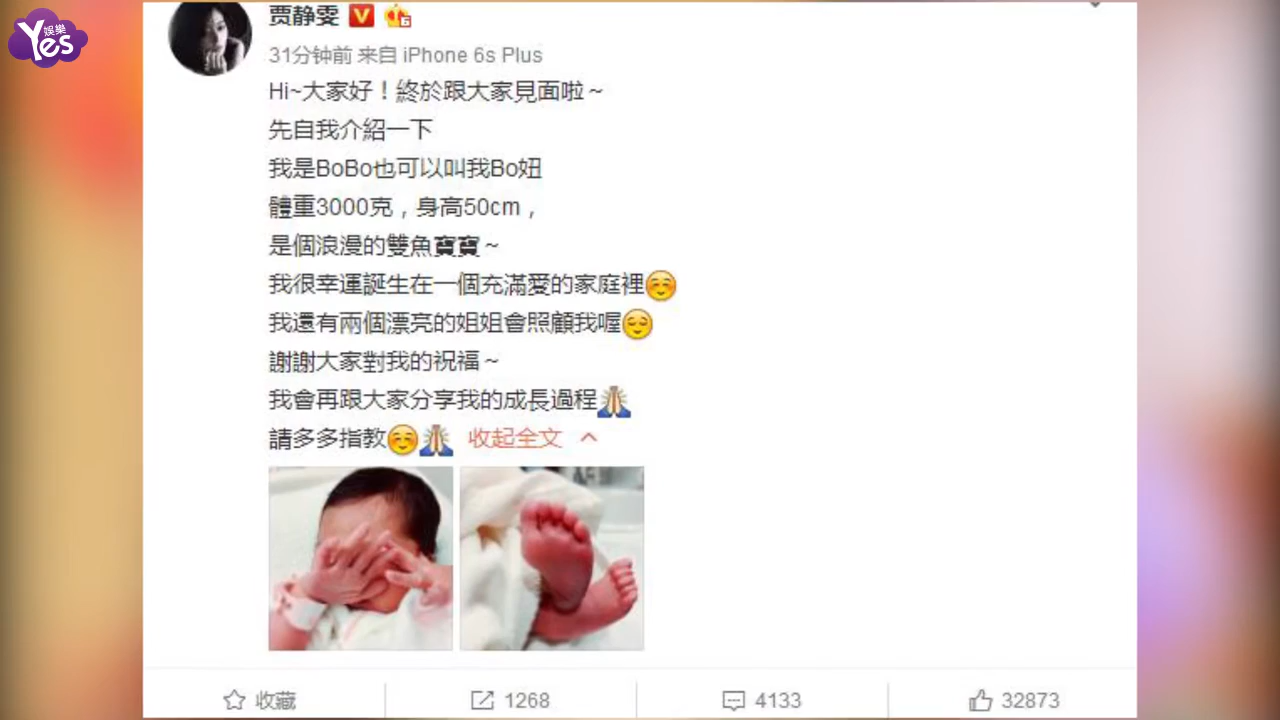 Yes
娛樂
贾静雯
31分钟前 来自 iPhone 6s Plus
Hi~大家好！終於跟大家見面啦～
先自我介紹一下
我是BoBo也可以叫我Bo妞
體重3000克，身高50cm，
是個浪漫的雙魚寶寶～
我很幸運誕生在一個充滿愛的家庭裡
我還有兩個漂亮的姐姐會照顧我喔
謝謝大家對我的祝福～
我會再跟大家分享我的成長過程
請多多指教 收起全文
收藏 1268 4133 32873